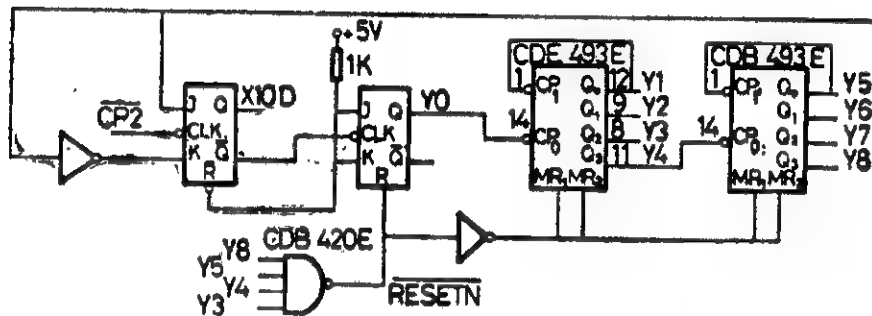 +5V
1K
J Q X10D
CP2
CLK
K Q
R
J Q Y0
CLK
K Q
R
CDE 493E
1 CP1 Q0 12 Y1
Q1 9 Y2
14 CP0 Q2 8 Y3
Q3 11 Y4
MR1 MR2
CDB 493E
1 CP1 Q0 Y5
Q1 Y6
14 CP0 Q2 Y7
Q3 Y8
MR1 MR2
CDB 420E
Y8
Y5
Y4
Y3
RESETN